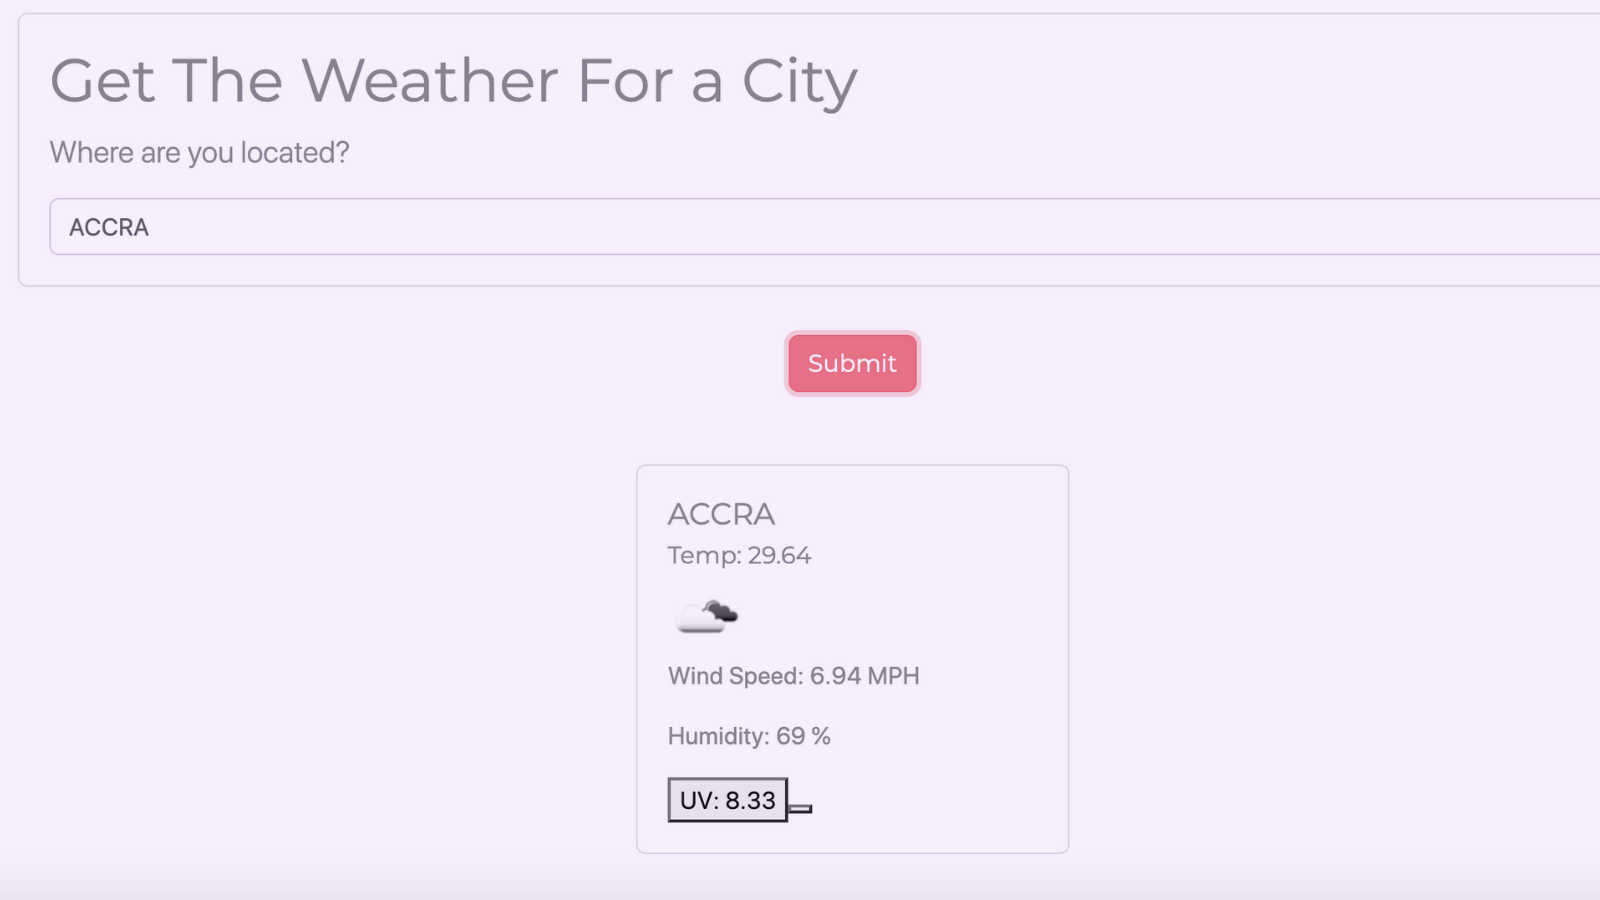 Get The Weather For a City
Where are you located?
ACCRA
Submit
ACCRA
Temp: 29.64
Wind Speed: 6.94 MPH
Humidity: 69 %
UV: 8.33